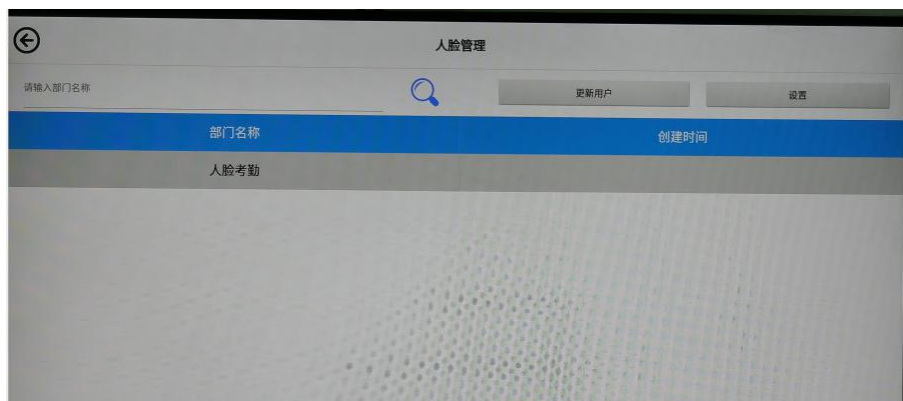 人脸管理
请输入部门名称
更新用户
设置
部门名称 创建时间
人脸考勤